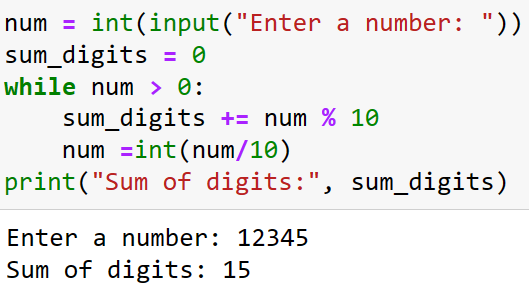 num = int(input("Enter a number: "))
sum_digits = 0
while num > 0:
    sum_digits += num % 10
    num =int(num/10)
print("Sum of digits:", sum_digits)
Enter a number: 12345
Sum of digits: 15